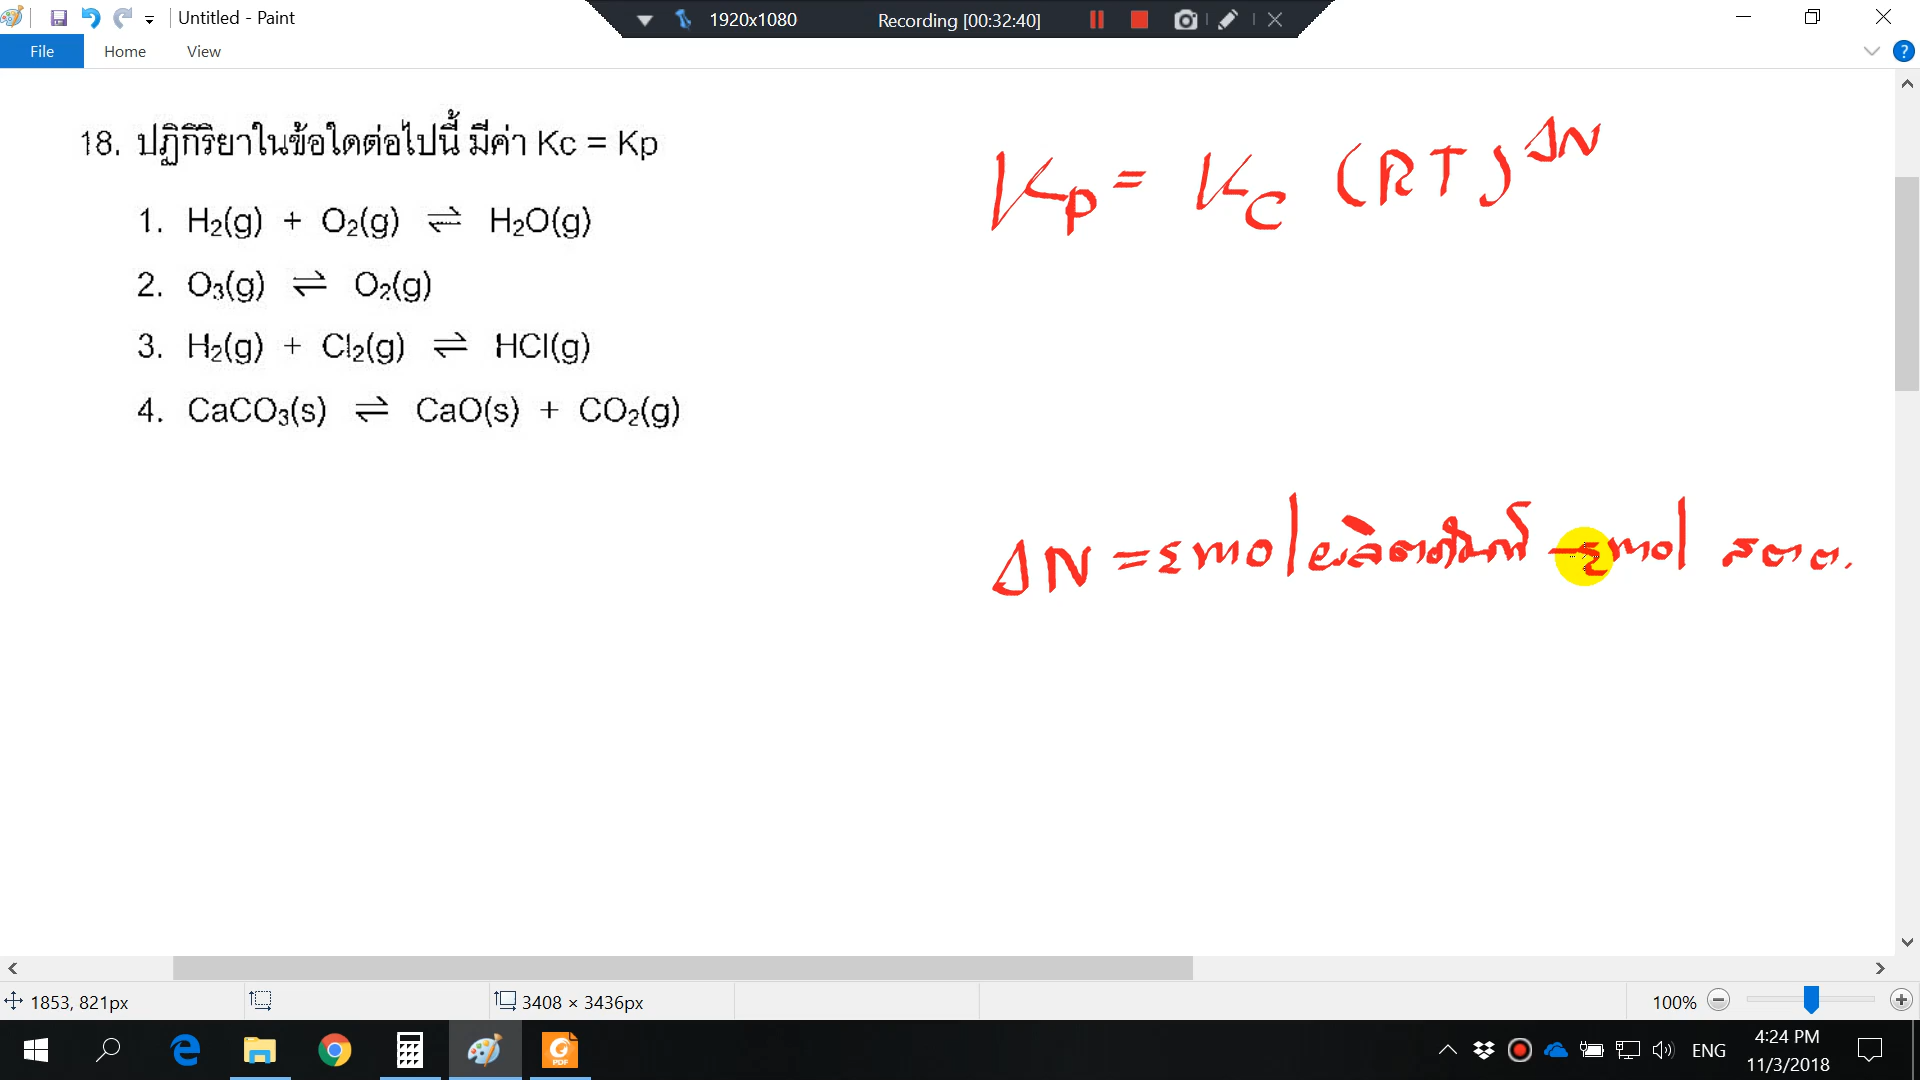 Untitled - Paint
1920x1080
Recording [00:32:40]
File
Home
View
18. ปฏิกิริยาในข้อใดต่อไปนี้ มีค่า Kc = Kp
1. H₂(g) + O₂(g) ⇌ H₂O(g)
2. O₃(g) ⇌ O₂(g)
3. H₂(g) + Cl₂(g) ⇌ HCl(g)
4. CaCO₃(s) ⇌ CaO(s) + CO₂(g)
Kp = Kc (RT)^ΔN
ΔN = Σmol ผลิตภัณฑ์ - Σmol สตต.
1853, 821px
3408 × 3436px
100%
PDF
ENG
4:24 PM
11/3/2018